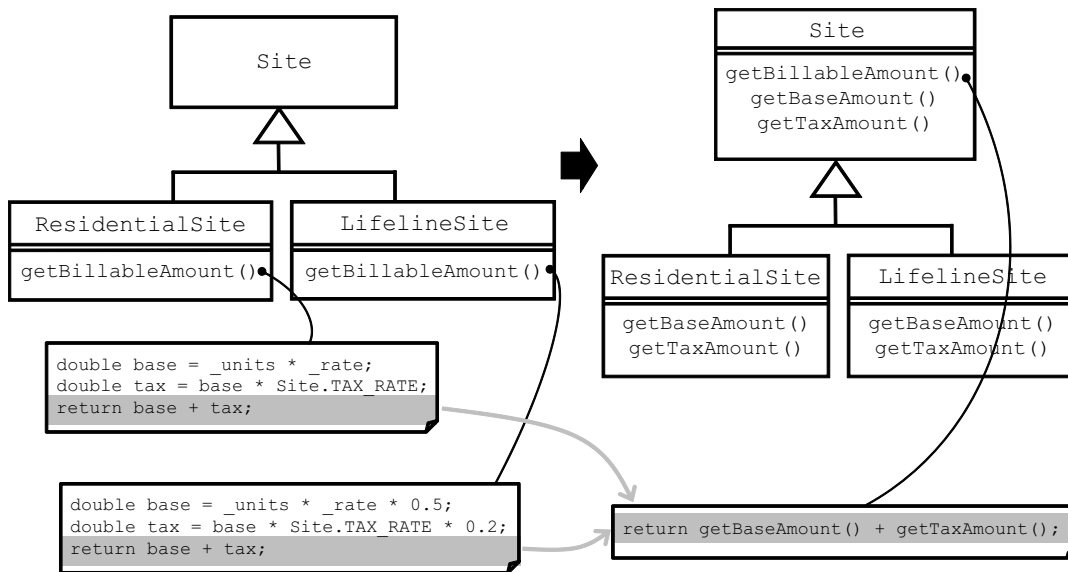 Site
ResidentialSite
getBillableAmount()
LifelineSite
getBillableAmount()
double base = _units * _rate;
double tax = base * Site.TAX_RATE;
return base + tax;
double base = _units * _rate * 0.5;
double tax = base * Site.TAX_RATE * 0.2;
return base + tax;
Site
getBillableAmount()
getBaseAmount()
getTaxAmount()
ResidentialSite
getBaseAmount()
getTaxAmount()
LifelineSite
getBaseAmount()
getTaxAmount()
return getBaseAmount() + getTaxAmount();